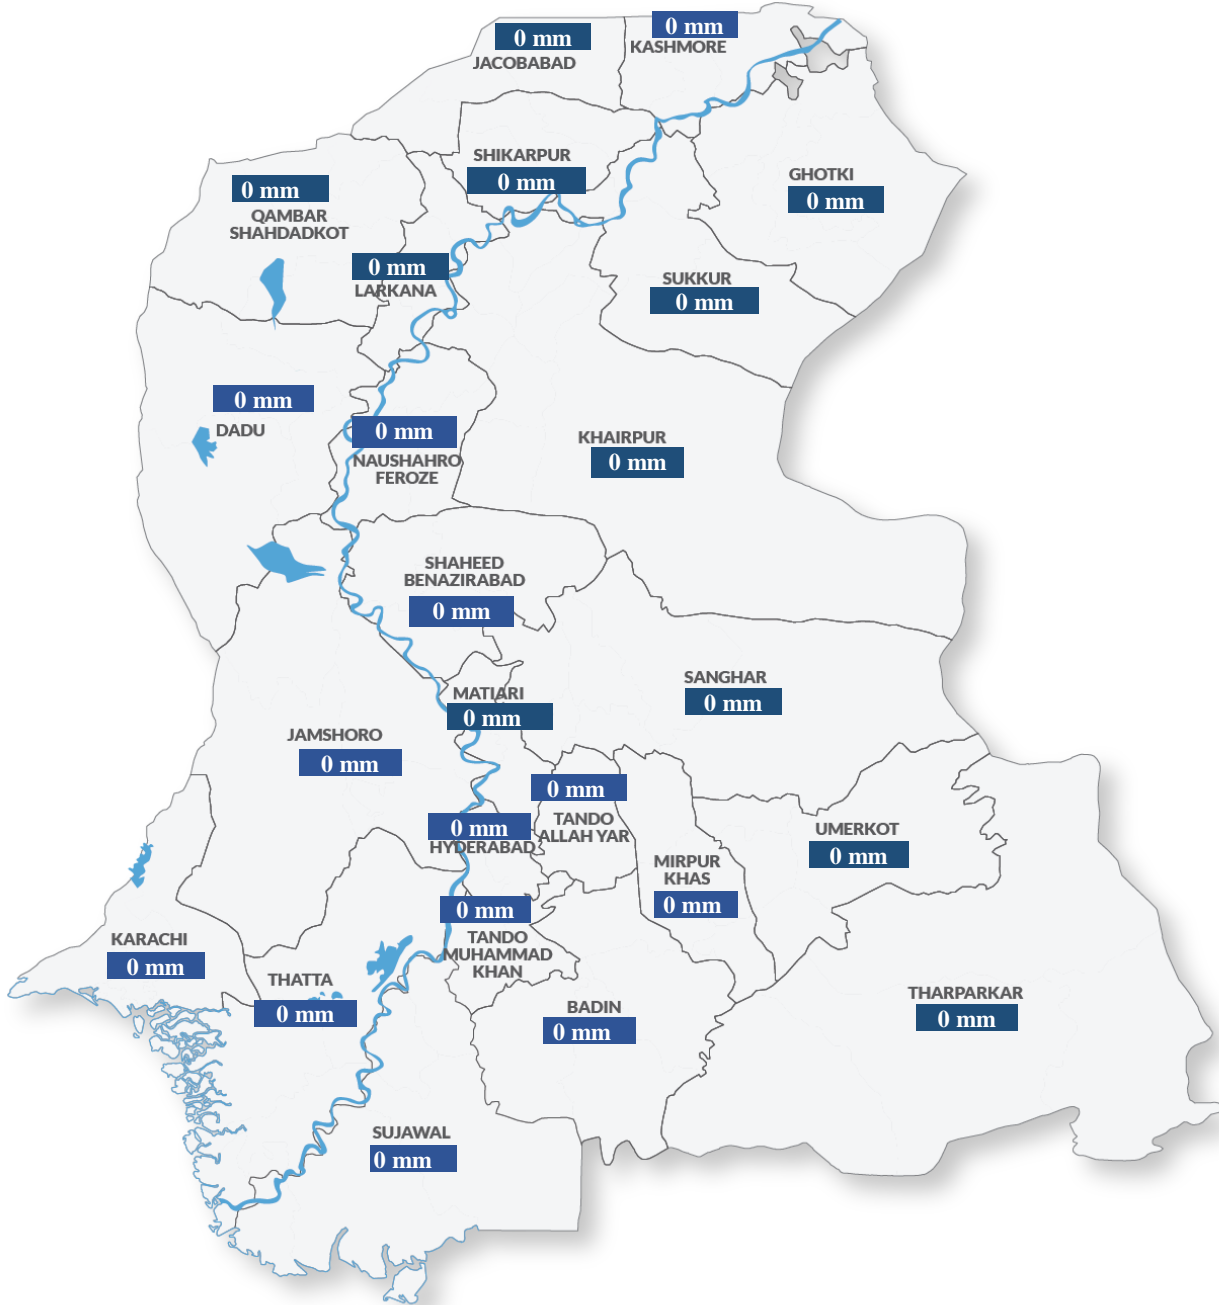 0 mm
KASHMORE
0 mm
JACOBABAD
SHIKARPUR
0 mm
GHOTKI
0 mm
0 mm
QAMBAR
SHAHDADKOT
0 mm
LARKANA
SUKKUR
0 mm
0 mm
DADU
0 mm
NAUSHAHRO
FEROZE
KHAIRPUR
0 mm
SHAHEED
BENAZIRABAD
0 mm
SANGHAR
0 mm
MATIARI
0 mm
JAMSHORO
0 mm
0 mm
TANDO
ALLAH YAR
0 mm
HYDERABAD
UMERKOT
0 mm
MIRPUR
KHAS
0 mm
0 mm
TANDO
MUHAMMAD
KHAN
KARACHI
0 mm
THATTA
0 mm
BADIN
0 mm
THARPARKAR
0 mm
SUJAWAL
0 mm